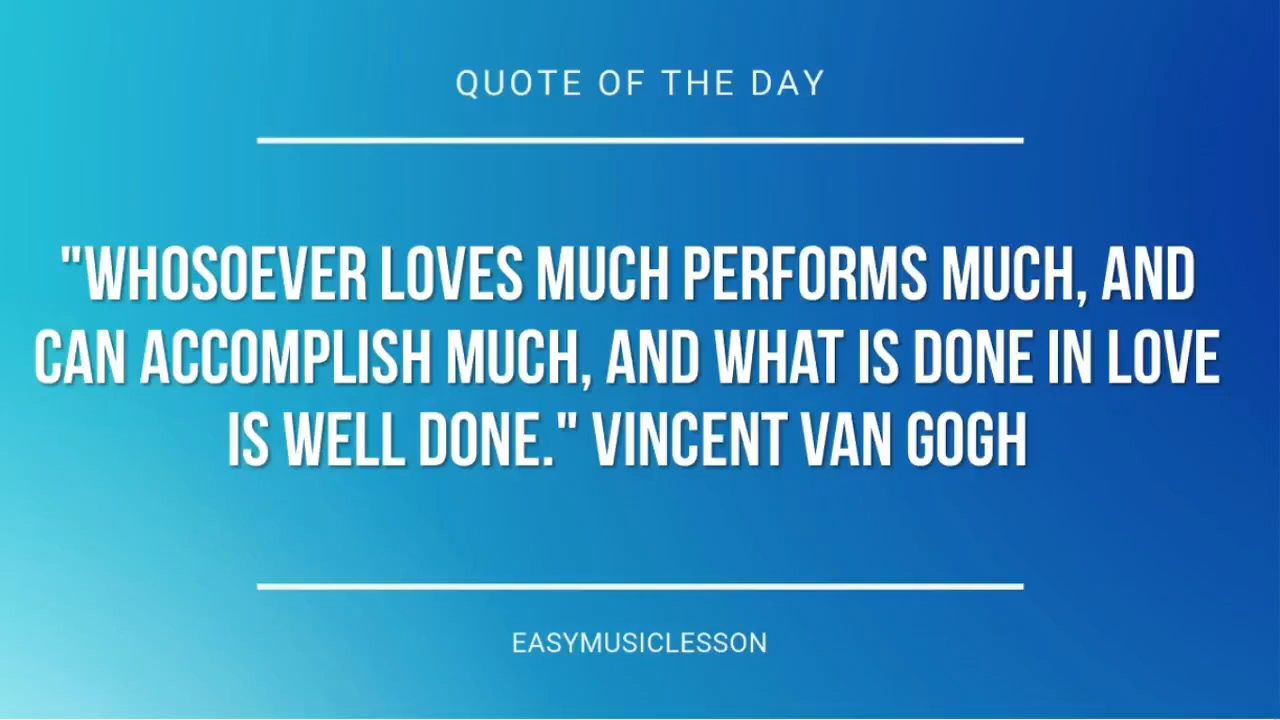 QUOTE OF THE DAY
"WHOSOEVER LOVES MUCH PERFORMS MUCH, AND
CAN ACCOMPLISH MUCH, AND WHAT IS DONE IN LOVE
IS WELL DONE." VINCENT VAN GOGH
EASYMUSICLESSON